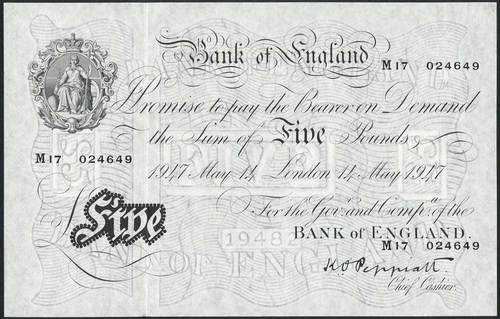 Bank of England
M17 024649
I Promise to pay the Bearer on Demand
the Sum of Five Pounds
M17 024649
1947 May 14 London 14 May 1947
For the Gov.r and Comp.a of the
£Five
BANK of ENGLAND.
M17 024649
K O Peppiatt
Chief Cashier.